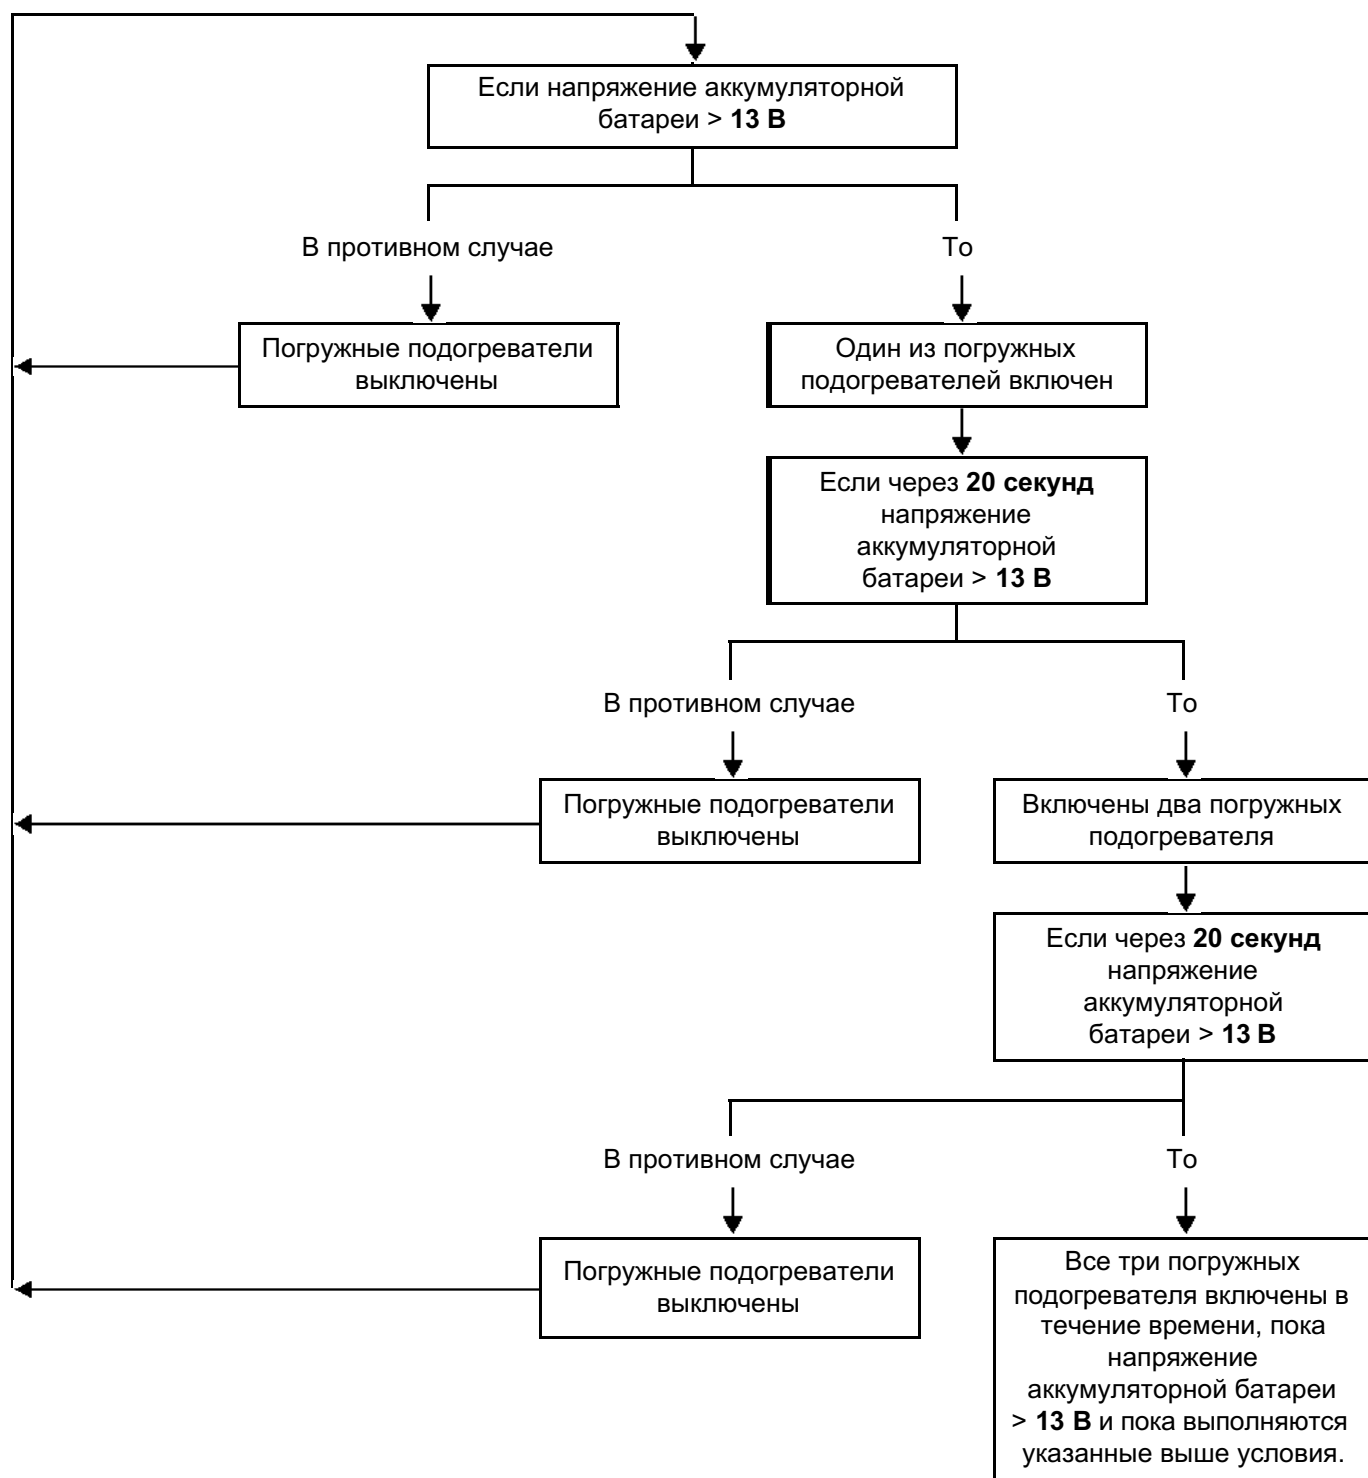 Если напряжение аккумуляторной
батареи > 13 В
В противном случае
То
Погружные подогреватели
выключены
Один из погружных
подогревателей включен
Если через 20 секунд
напряжение
аккумуляторной
батареи > 13 В
В противном случае
То
Погружные подогреватели
выключены
Включены два погружных
подогревателя
Если через 20 секунд
напряжение
аккумуляторной
батареи > 13 В
В противном случае
То
Погружные подогреватели
выключены
Все три погружных
подогревателя включены в
течение времени, пока
напряжение
аккумуляторной батареи
> 13 В и пока выполняются
указанные выше условия.